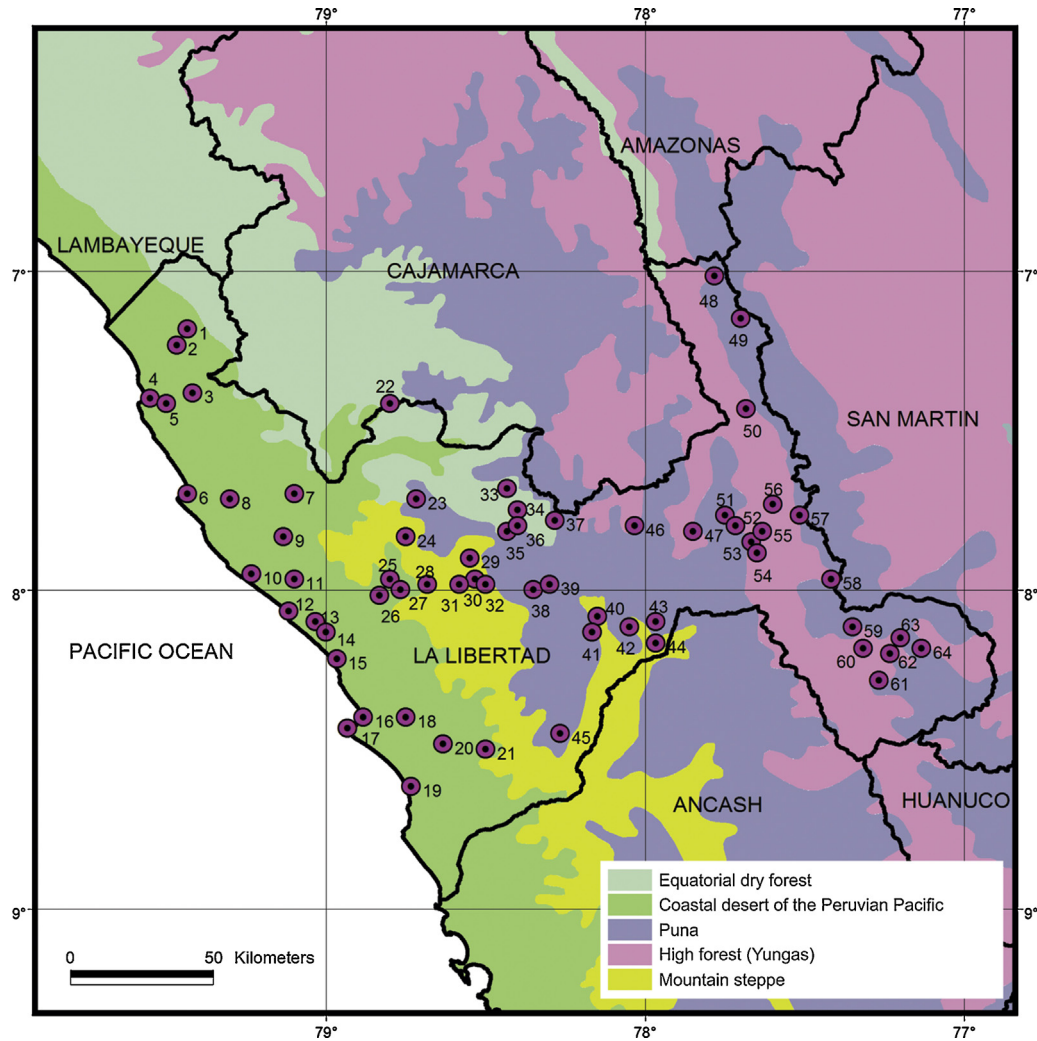 79° 78° 77°
AMAZONAS
LAMBAYEQUE
CAJAMARCA
7° 7°
48
1
49
2
22
4
3
5
50
SAN MARTIN
33
6 8 7
23
34
51 56
37 46 47 52 57
36
35
55
9
24
53
29
54
10 11
25 28
58
8° 8°
31 30 32
27
38 39
26
12
40 43
13
63
14
41 42
59
44
60 62 64
PACIFIC OCEAN
LA LIBERTAD
15
61
16 18
17
45
20 21
19
ANCASH
HUANUCO
Equatorial dry forest
Coastal desert of the Peruvian Pacific
9° 9°
Puna
High forest (Yungas)
0 50 Kilometers
Mountain steppe
79° 78° 77°